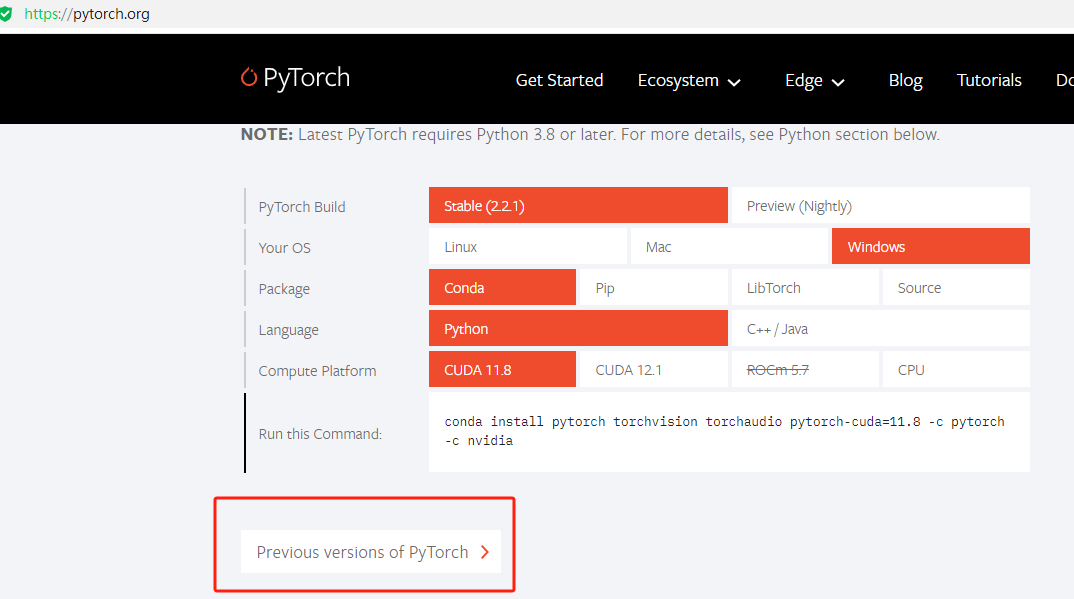 https://pytorch.org
PyTorch
Get Started Ecosystem Edge Blog Tutorials Do
NOTE: Latest PyTorch requires Python 3.8 or later. For more details, see Python section below.
PyTorch Build Stable (2.2.1) Preview (Nightly)
Your OS Linux Mac Windows
Package Conda Pip LibTorch Source
Language Python C++ / Java
Compute Platform CUDA 11.8 CUDA 12.1 ROCm 5.7 CPU
Run this Command:
conda install pytorch torchvision torchaudio pytorch-cuda=11.8 -c pytorch
-c nvidia
Previous versions of PyTorch